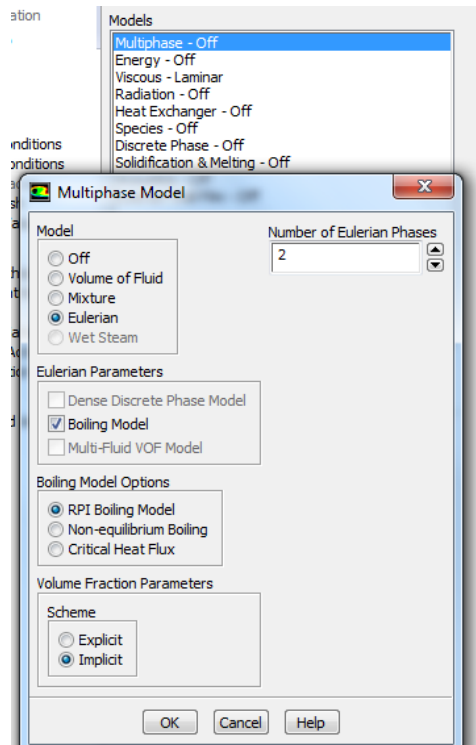 ation
Models
Multiphase - Off
Energy - Off
Viscous - Laminar
Radiation - Off
Heat Exchanger - Off
Species - Off
Discrete Phase - Off
Solidification & Melting - Off
onditions
onditions
Multiphase Model
Model
Off
Volume of Fluid
Mixture
Eulerian
Wet Steam
Number of Eulerian Phases
2
Eulerian Parameters
Dense Discrete Phase Model
Boiling Model
Multi-Fluid VOF Model
Boiling Model Options
RPI Boiling Model
Non-equilibrium Boiling
Critical Heat Flux
Volume Fraction Parameters
Scheme
Explicit
Implicit
OK
Cancel
Help